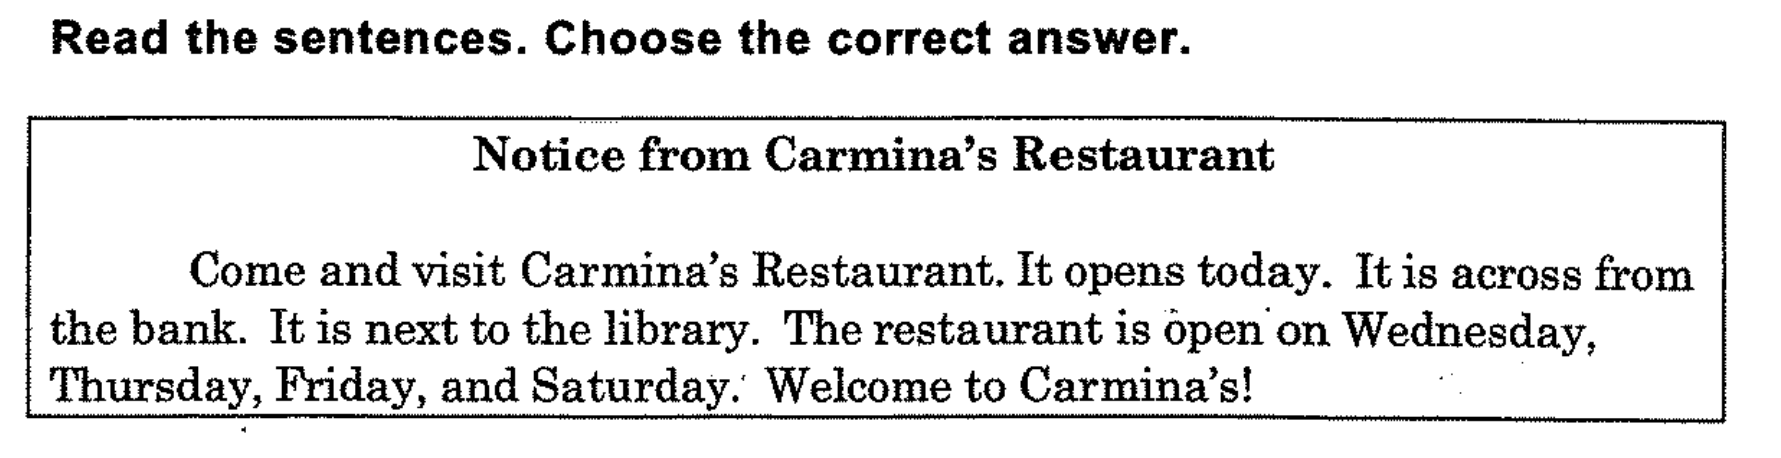 Read the sentences. Choose the correct answer.
Notice from Carmina's Restaurant
Come and visit Carmina's Restaurant. It opens today. It is across from
the bank. It is next to the library. The restaurant is open on Wednesday,
Thursday, Friday, and Saturday. Welcome to Carmina's!